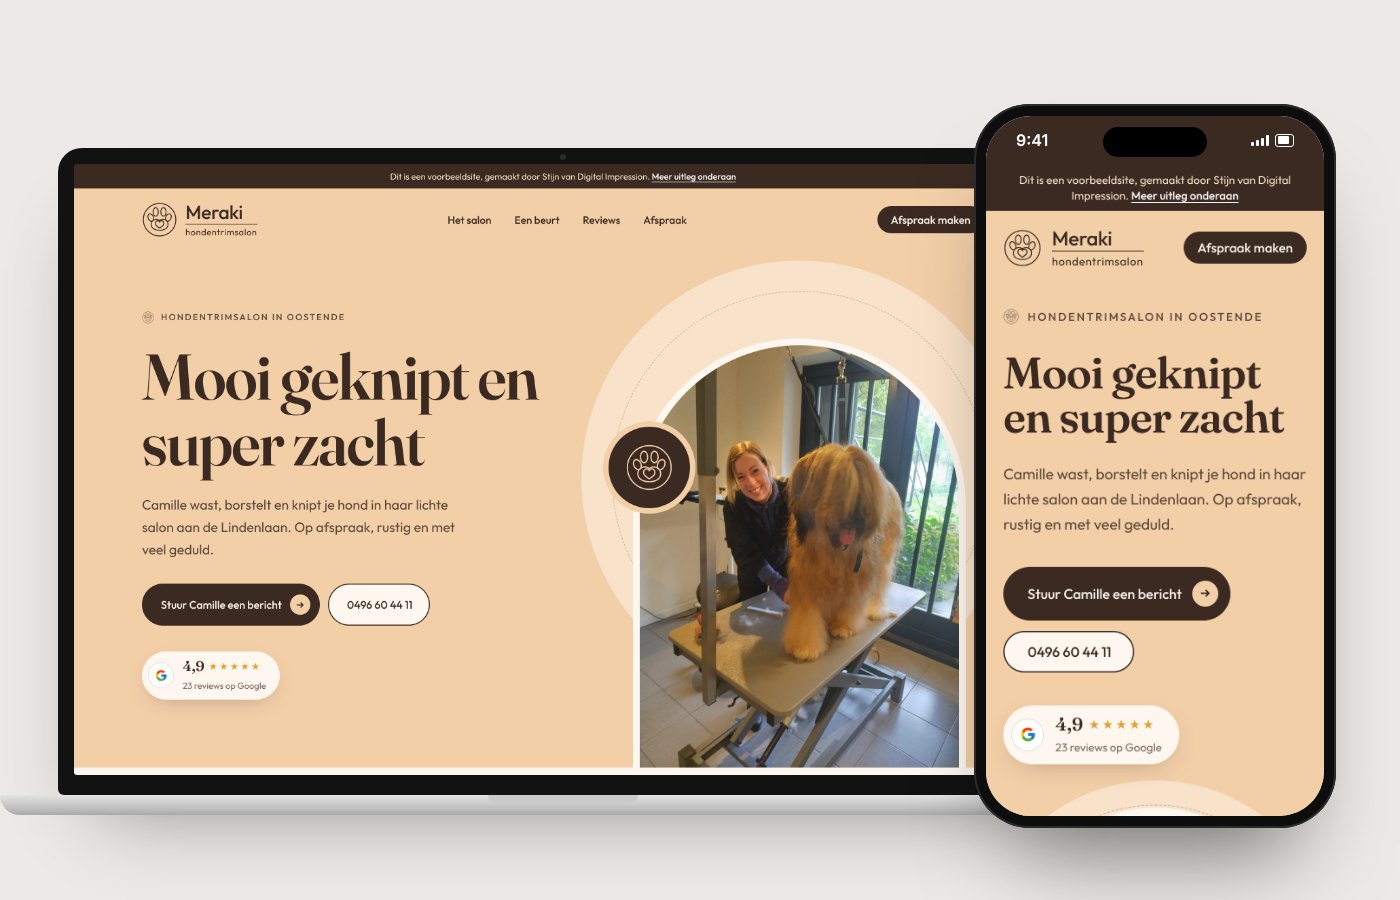 Dit is een voorbeeldsite, gemaakt door Stijn van Digital Impression. Meer uitleg onderaan
Meraki
hondentrimsalon
Het salon
Een beurt
Reviews
Afspraak
Afspraak maken
HONDENTRIMSALON IN OOSTENDE
Mooi geknipt en
super zacht
Camille wast, borstelt en knipt je hond in haar lichte
salon aan de Lindenlaan. Op afspraak, rustig en met
veel geduld.
Stuur Camille een bericht
0496 60 44 11
4,9
23 reviews op Google
9:41
Dit is een voorbeeldsite, gemaakt door Stijn van Digital
Impression. Meer uitleg onderaan
Meraki
hondentrimsalon
Afspraak maken
HONDENTRIMSALON IN OOSTENDE
Mooi geknipt
en super zacht
Camille wast, borstelt en knipt je hond in haar
lichte salon aan de Lindenlaan. Op afspraak,
rustig en met veel geduld.
Stuur Camille een bericht
0496 60 44 11
4,9
23 reviews op Google